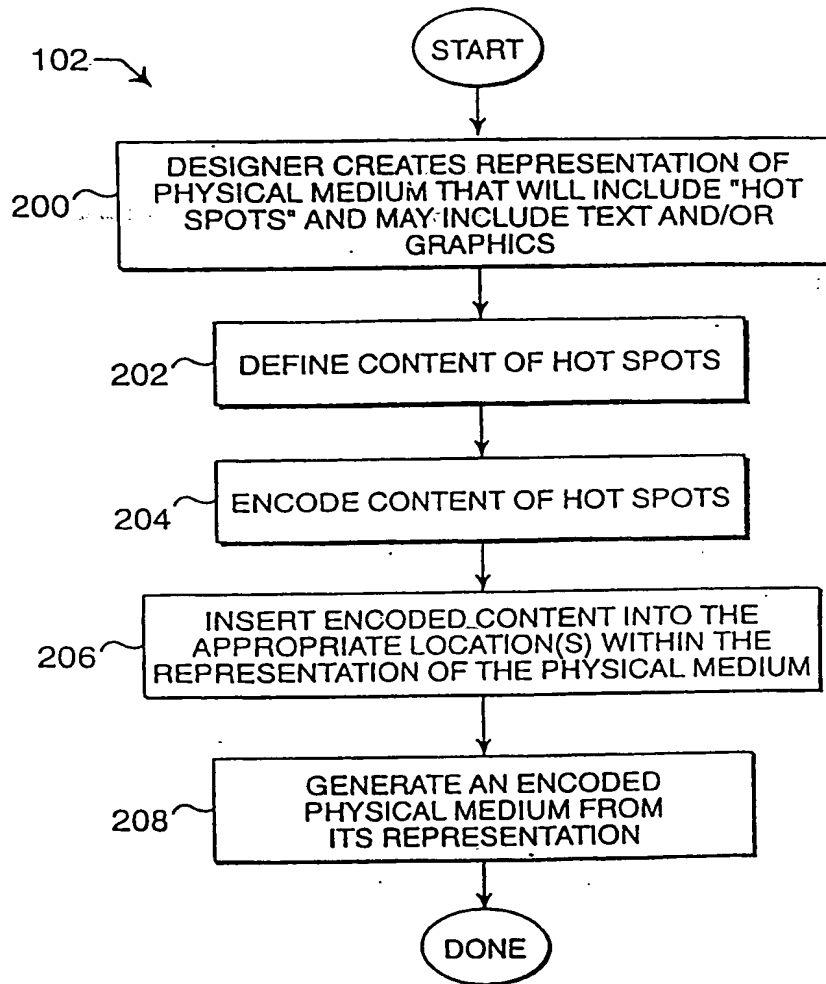 START
102
DESIGNER CREATES REPRESENTATION OF
PHYSICAL MEDIUM THAT WILL INCLUDE "HOT
SPOTS" AND MAY INCLUDE TEXT AND/OR
GRAPHICS
200
DEFINE CONTENT OF HOT SPOTS
202
ENCODE CONTENT OF HOT SPOTS
204
INSERT ENCODED CONTENT INTO THE
APPROPRIATE LOCATION(S) WITHIN THE
REPRESENTATION OF THE PHYSICAL MEDIUM
206
GENERATE AN ENCODED
PHYSICAL MEDIUM FROM
ITS REPRESENTATION
208
DONE